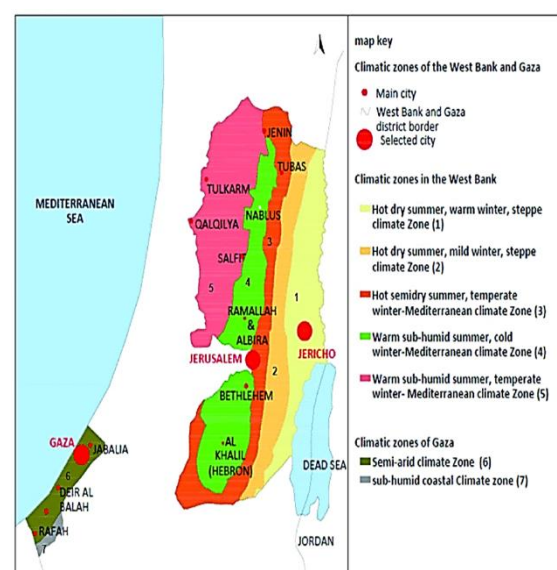 map key
Climatic zones of the West Bank and Gaza
Main city
West Bank and Gaza
district border
Selected city
Climatic zones in the West Bank
Hot dry summer, warm winter, steppe
climate Zone (1)
Hot dry summer, mild winter, steppe
climate Zone (2)
Hot semidry summer, temperate
winter-Mediterranean climate Zone (3)
Warm sub-humid summer, cold
winter-Mediterranean climate Zone (4)
Warm sub-humid summer, temperate
winter- Mediterranean climate Zone (5)
Climatic zones of Gaza
Semi-arid climate Zone (6)
sub-humid coastal Climate zone (7)
MEDITERRANEAN
SEA
JENIN
TUBAS
TULKARM
NABLUS
QALQILYA
3
SALFIT
5
4
1
RAMALLAH
&
ALBIRA
JERUSALEM
JERICHO
2
BETHLEHEM
AL
KHALIL
(HEBRON)
DEAD SEA
JORDAN
GAZA
JABALIA
6
DEIR AL
BALAH
RAFAH
7